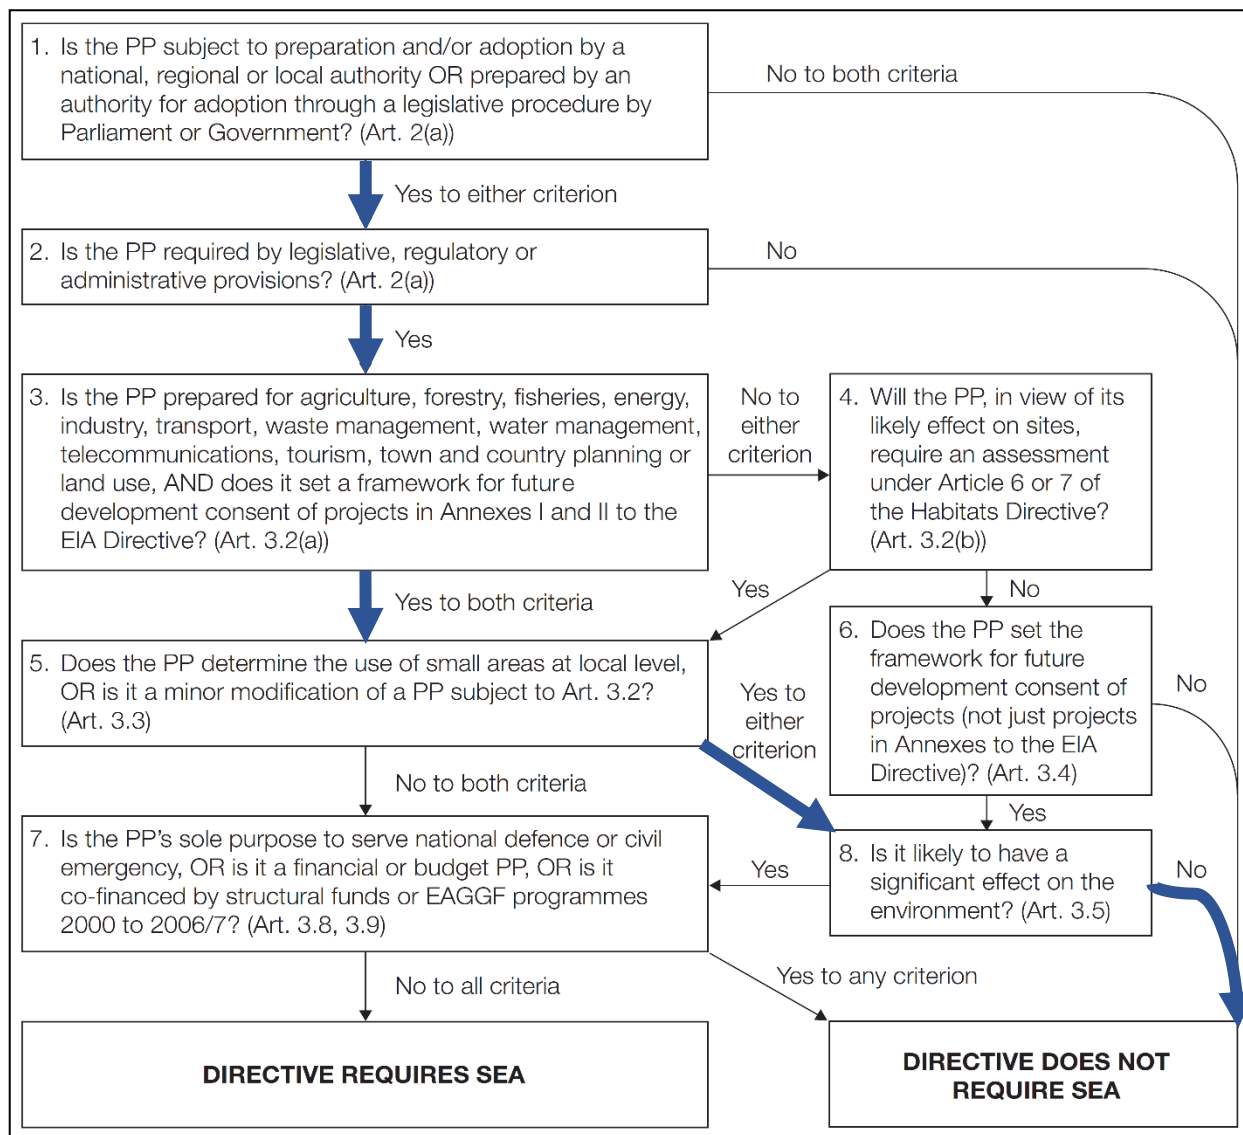 1. Is the PP subject to preparation and/or adoption by a
national, regional or local authority OR prepared by an
authority for adoption through a legislative procedure by
Parliament or Government? (Art. 2(a))
No to both criteria
Yes to either criterion
2. Is the PP required by legislative, regulatory or
administrative provisions? (Art. 2(a))
No
Yes
3. Is the PP prepared for agriculture, forestry, fisheries, energy,
industry, transport, waste management, water management,
telecommunications, tourism, town and country planning or
land use, AND does it set a framework for future
development consent of projects in Annexes I and II to the
EIA Directive? (Art. 3.2(a))
No to
either
criterion
4. Will the PP, in view of its
likely effect on sites,
require an assessment
under Article 6 or 7 of
the Habitats Directive?
(Art. 3.2(b))
Yes to both criteria
Yes
No
5. Does the PP determine the use of small areas at local level,
OR is it a minor modification of a PP subject to Art. 3.2?
(Art. 3.3)
Yes to
either
criterion
6. Does the PP set the
framework for future
development consent of
projects (not just projects
in Annexes to the EIA
Directive)? (Art. 3.4)
No
No to both criteria
Yes
7. Is the PP's sole purpose to serve national defence or civil
emergency, OR is it a financial or budget PP, OR is it
co-financed by structural funds or EAGGF programmes
2000 to 2006/7? (Art. 3.8, 3.9)
Yes
8. Is it likely to have a
significant effect on the
environment? (Art. 3.5)
No
No to all criteria
Yes to any criterion
DIRECTIVE REQUIRES SEA
DIRECTIVE DOES NOT
REQUIRE SEA